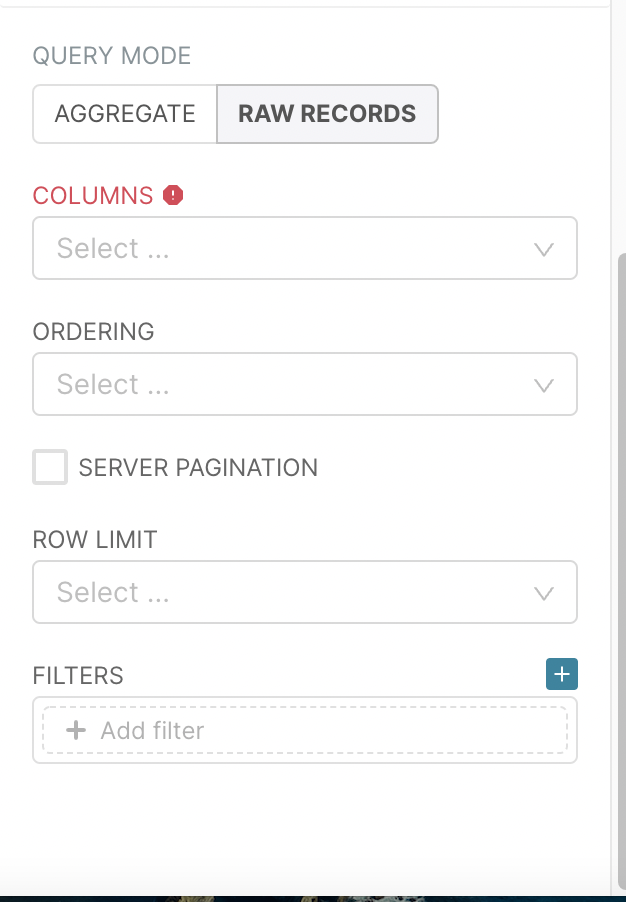 QUERY MODE
AGGREGATE RAW RECORDS
COLUMNS
Select ...
ORDERING
Select ...
SERVER PAGINATION
ROW LIMIT
Select ...
FILTERS
Add filter